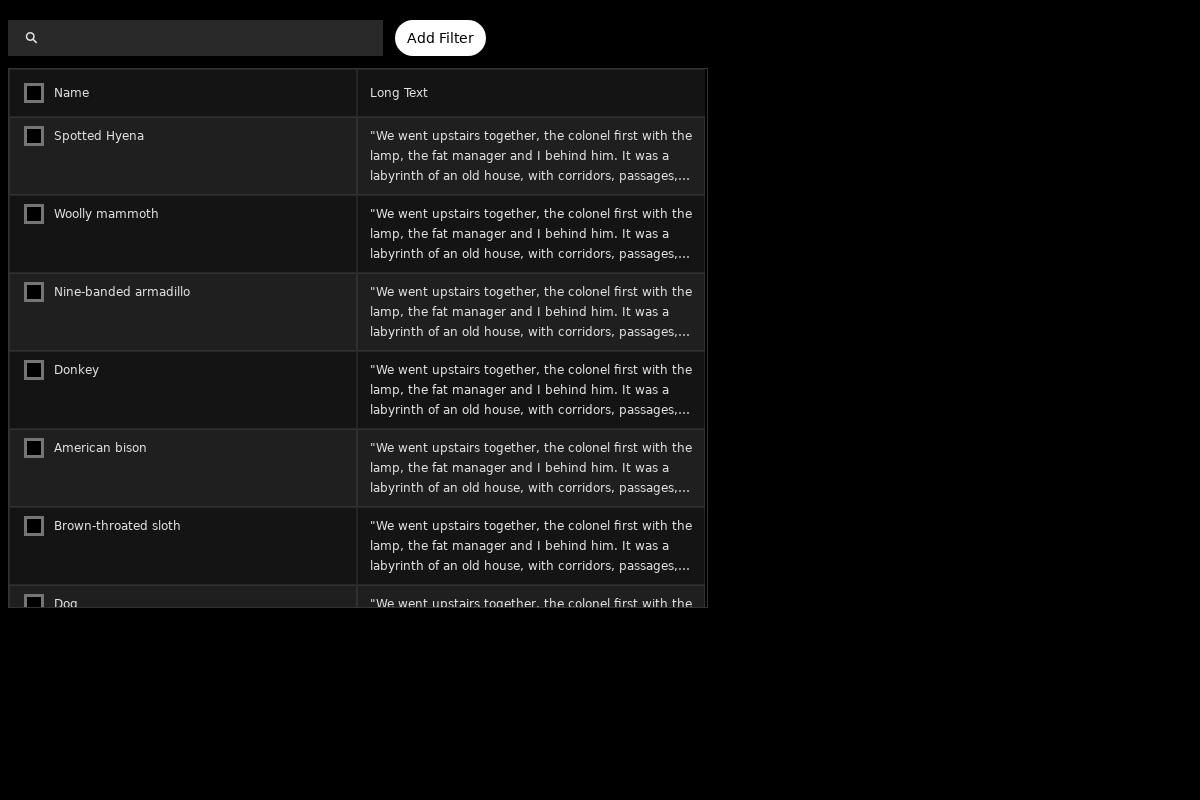 Add Filter
Name
Long Text
Spotted Hyena
"We went upstairs together, the colonel first with the
lamp, the fat manager and I behind him. It was a
labyrinth of an old house, with corridors, passages,...
Woolly mammoth
"We went upstairs together, the colonel first with the
lamp, the fat manager and I behind him. It was a
labyrinth of an old house, with corridors, passages,...
Nine-banded armadillo
"We went upstairs together, the colonel first with the
lamp, the fat manager and I behind him. It was a
labyrinth of an old house, with corridors, passages,...
Donkey
"We went upstairs together, the colonel first with the
lamp, the fat manager and I behind him. It was a
labyrinth of an old house, with corridors, passages,...
American bison
"We went upstairs together, the colonel first with the
lamp, the fat manager and I behind him. It was a
labyrinth of an old house, with corridors, passages,...
Brown-throated sloth
"We went upstairs together, the colonel first with the
lamp, the fat manager and I behind him. It was a
labyrinth of an old house, with corridors, passages,...
Dog
"We went upstairs together, the colonel first with the